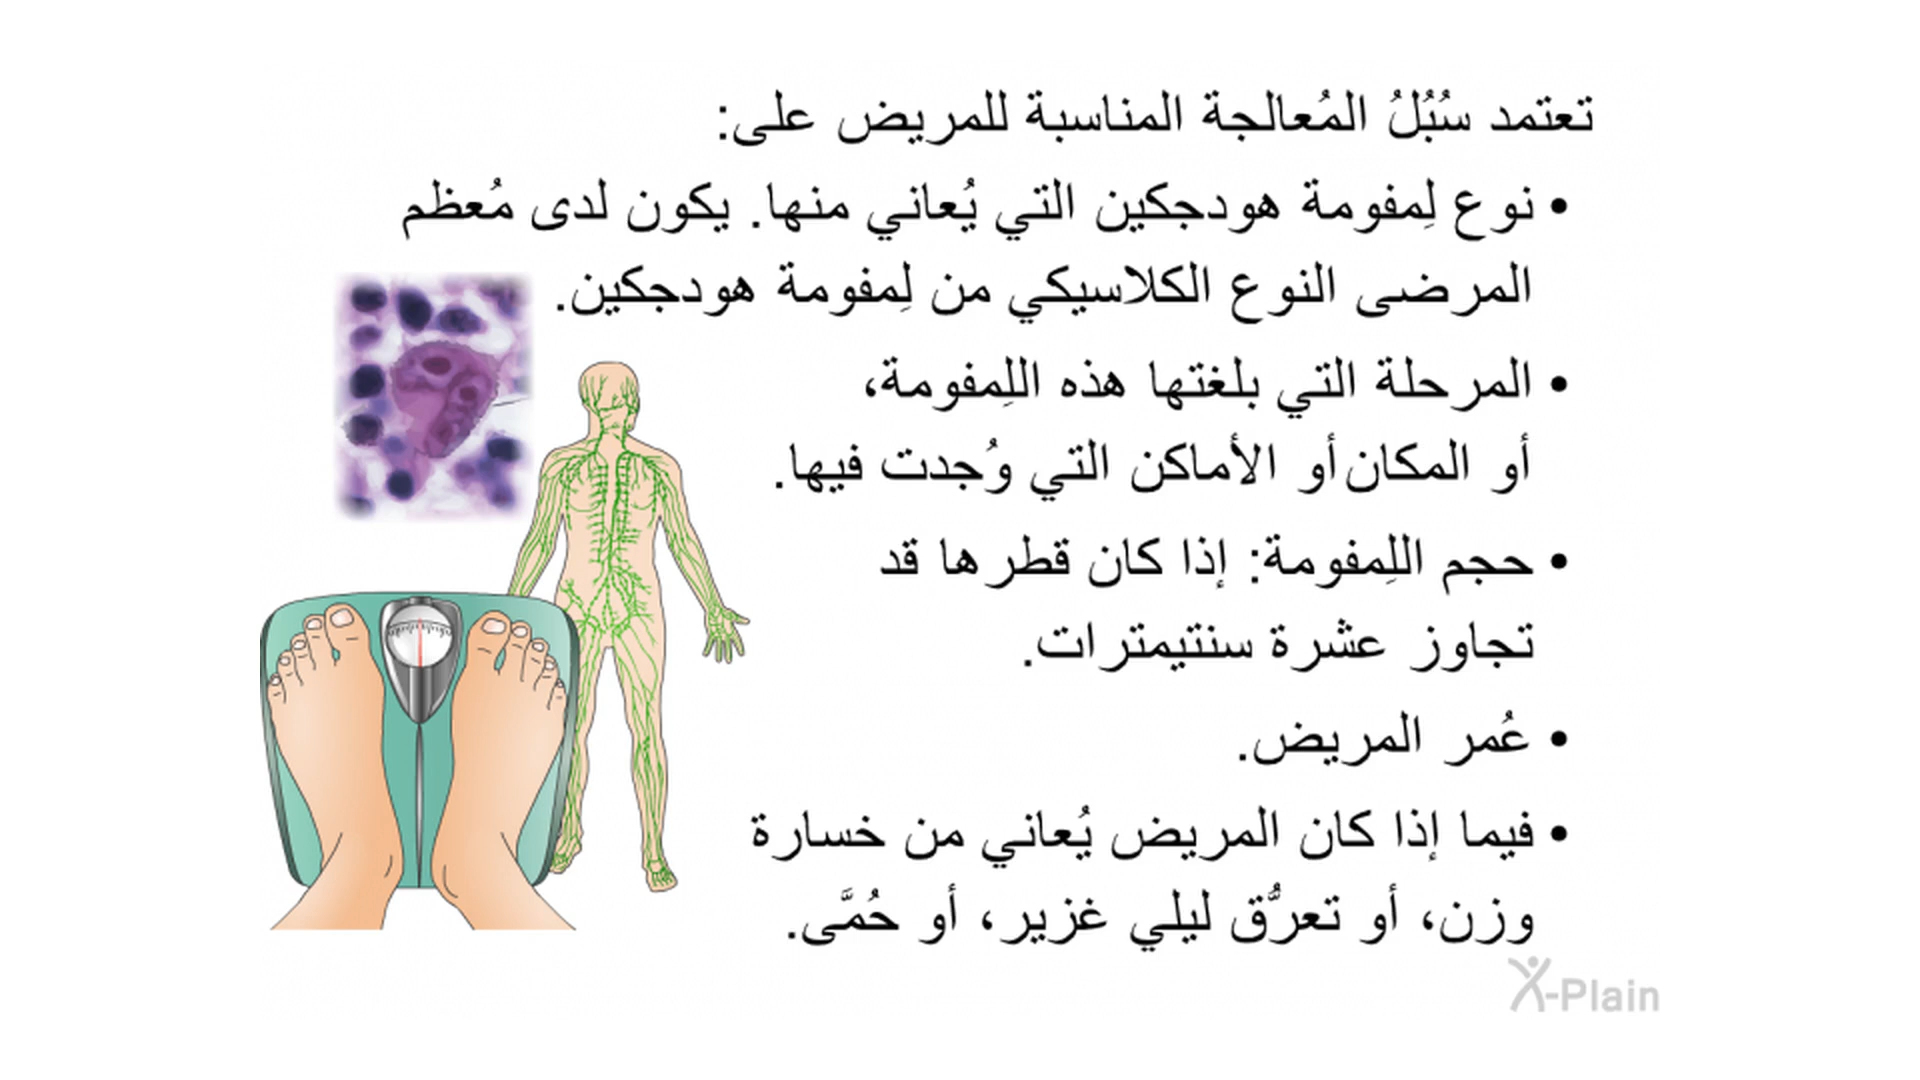 تعتمد سُبُلُ المُعالجة المناسبة للمريض على:
• نوع لِمفومة هودجكين التي يُعاني منها. يكون لدى مُعظم
المرضى النوع الكلاسيكي من لِمفومة هودجكين.
• المرحلة التي بلغتها هذه اللِمفومة،
أو المكان أو الأماكن التي وُجدت فيها.
• حجم اللِمفومة: إذا كان قطرها قد
تجاوز عشرة سنتيمترات.
• عُمر المريض.
• فيما إذا كان المريض يُعاني من خسارة
وزن، أو تعرُّق ليلي غزير، أو حُمَّى.
X-Plain